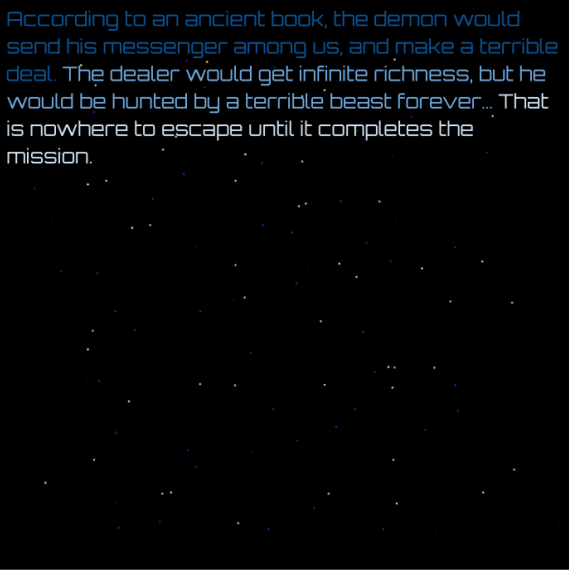 According to an ancient book, the demon would
send his messenger among us, and make a terrible
deal. The dealer would get infinite richness, but he
would be hunted by a terrible beast forever... That
is nowhere to escape until it completes the
mission.